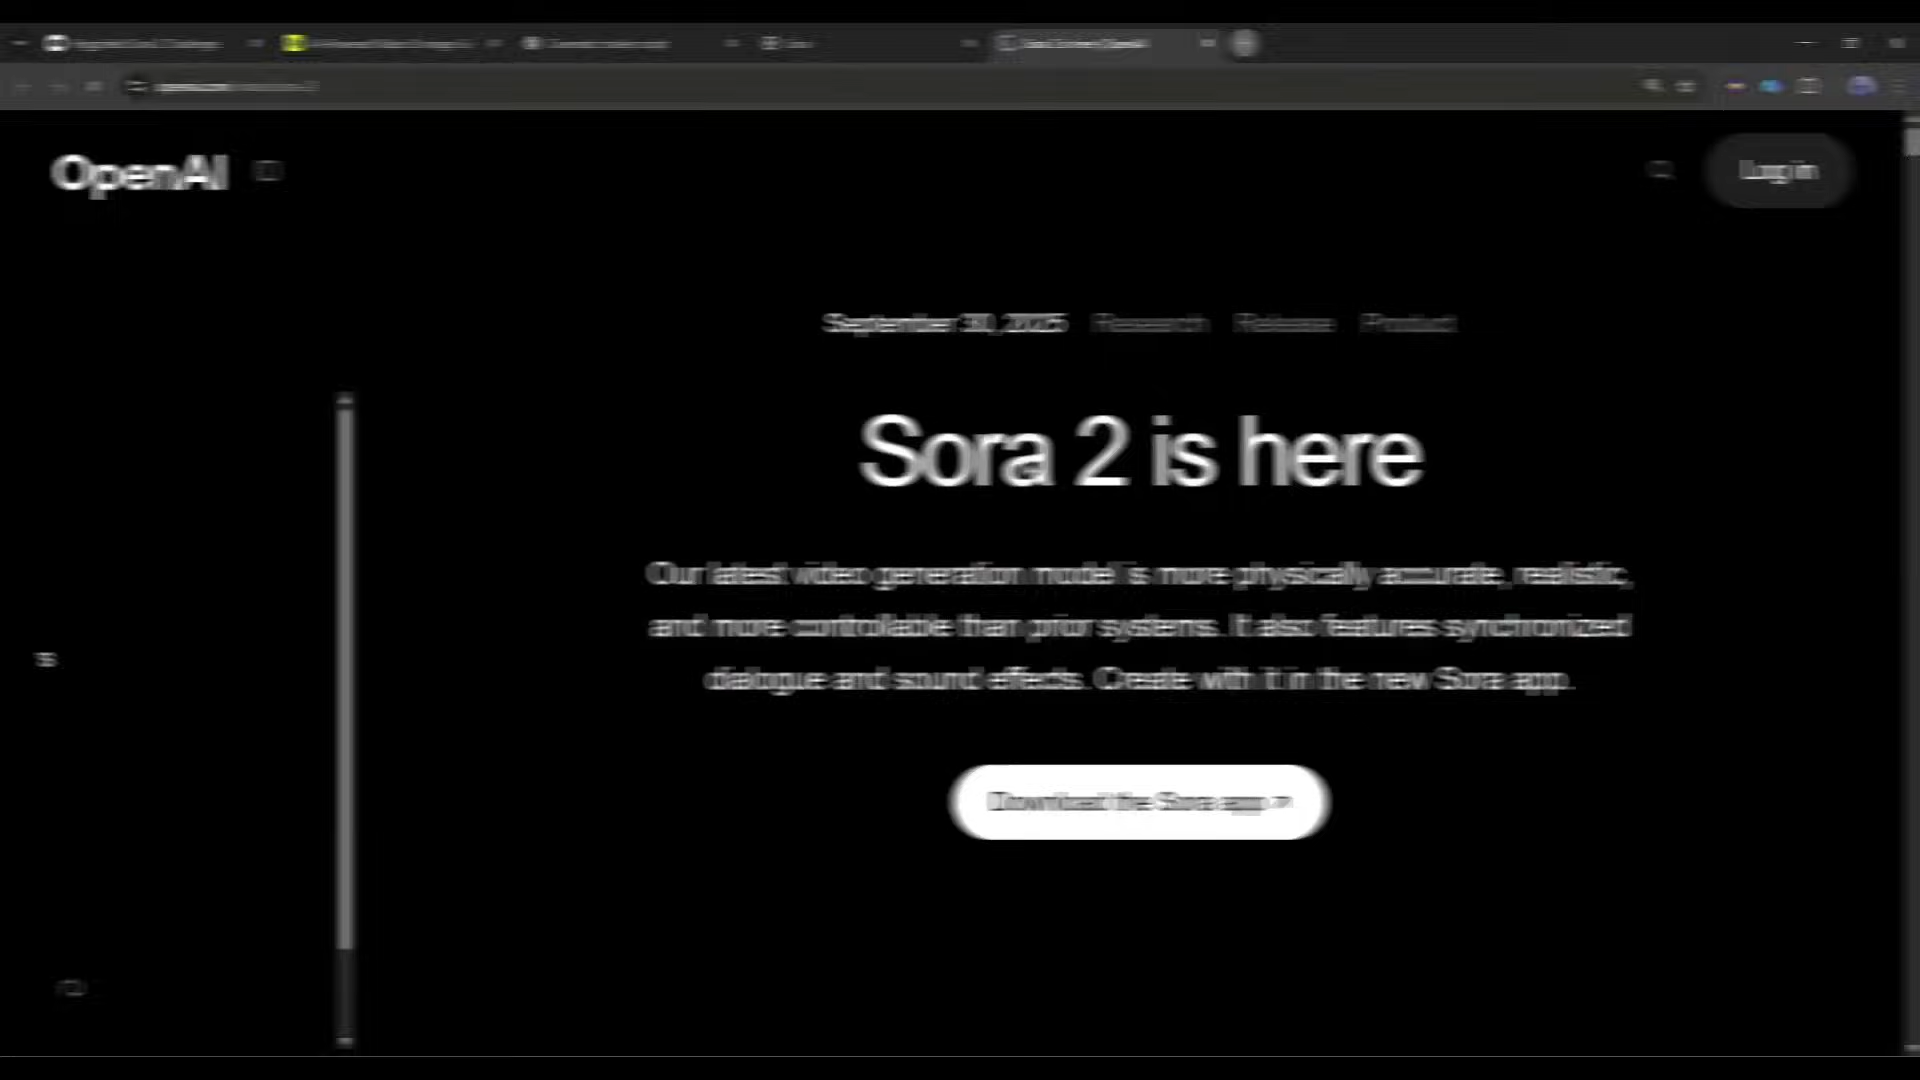 OpenAI
Log in
September 30, 2025 Research Release Product
Sora 2 is here
Our latest video generation model is more physically accurate, realistic,
and more controllable than prior systems. It also features synchronized
dialogue and sound effects. Create with it in the new Sora app.
Download the Sora app